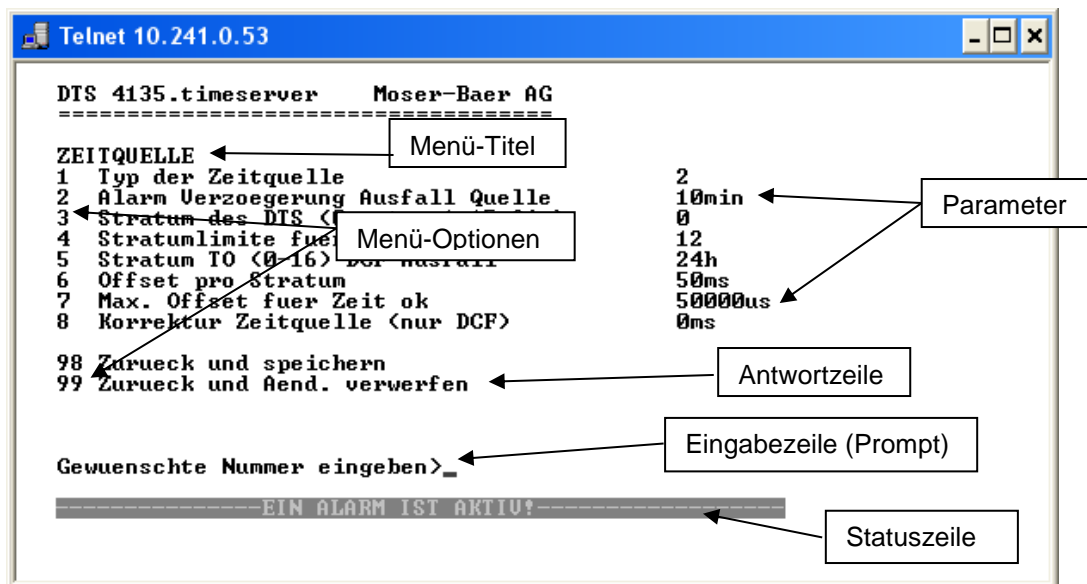 Telnet 10.241.0.53
DTS 4135.timeserver Moser-Baer AG
====================================
ZEITQUELLE
Menü-Titel
1 Typ der Zeitquelle 2
2 Alarm Verzoegerung Ausfall Quelle 10min
3 Stratum des DTS 0
Parameter
4 Stratumlimite 12
Menü-Optionen
5 Stratum TO (0-16) DCF Ausfall 24h
6 Offset pro Stratum 50ms
7 Max. Offset fuer Zeit ok 50000us
8 Korrektur Zeitquelle (nur DCF) 0ms
98 Zurueck und speichern
99 Zurueck und Aend. verwerfen
Antwortzeile
Eingabezeile (Prompt)
Gewuenschte Nummer eingeben>_
---------------EIN ALARM IST AKTIV!------------------
Statuszeile